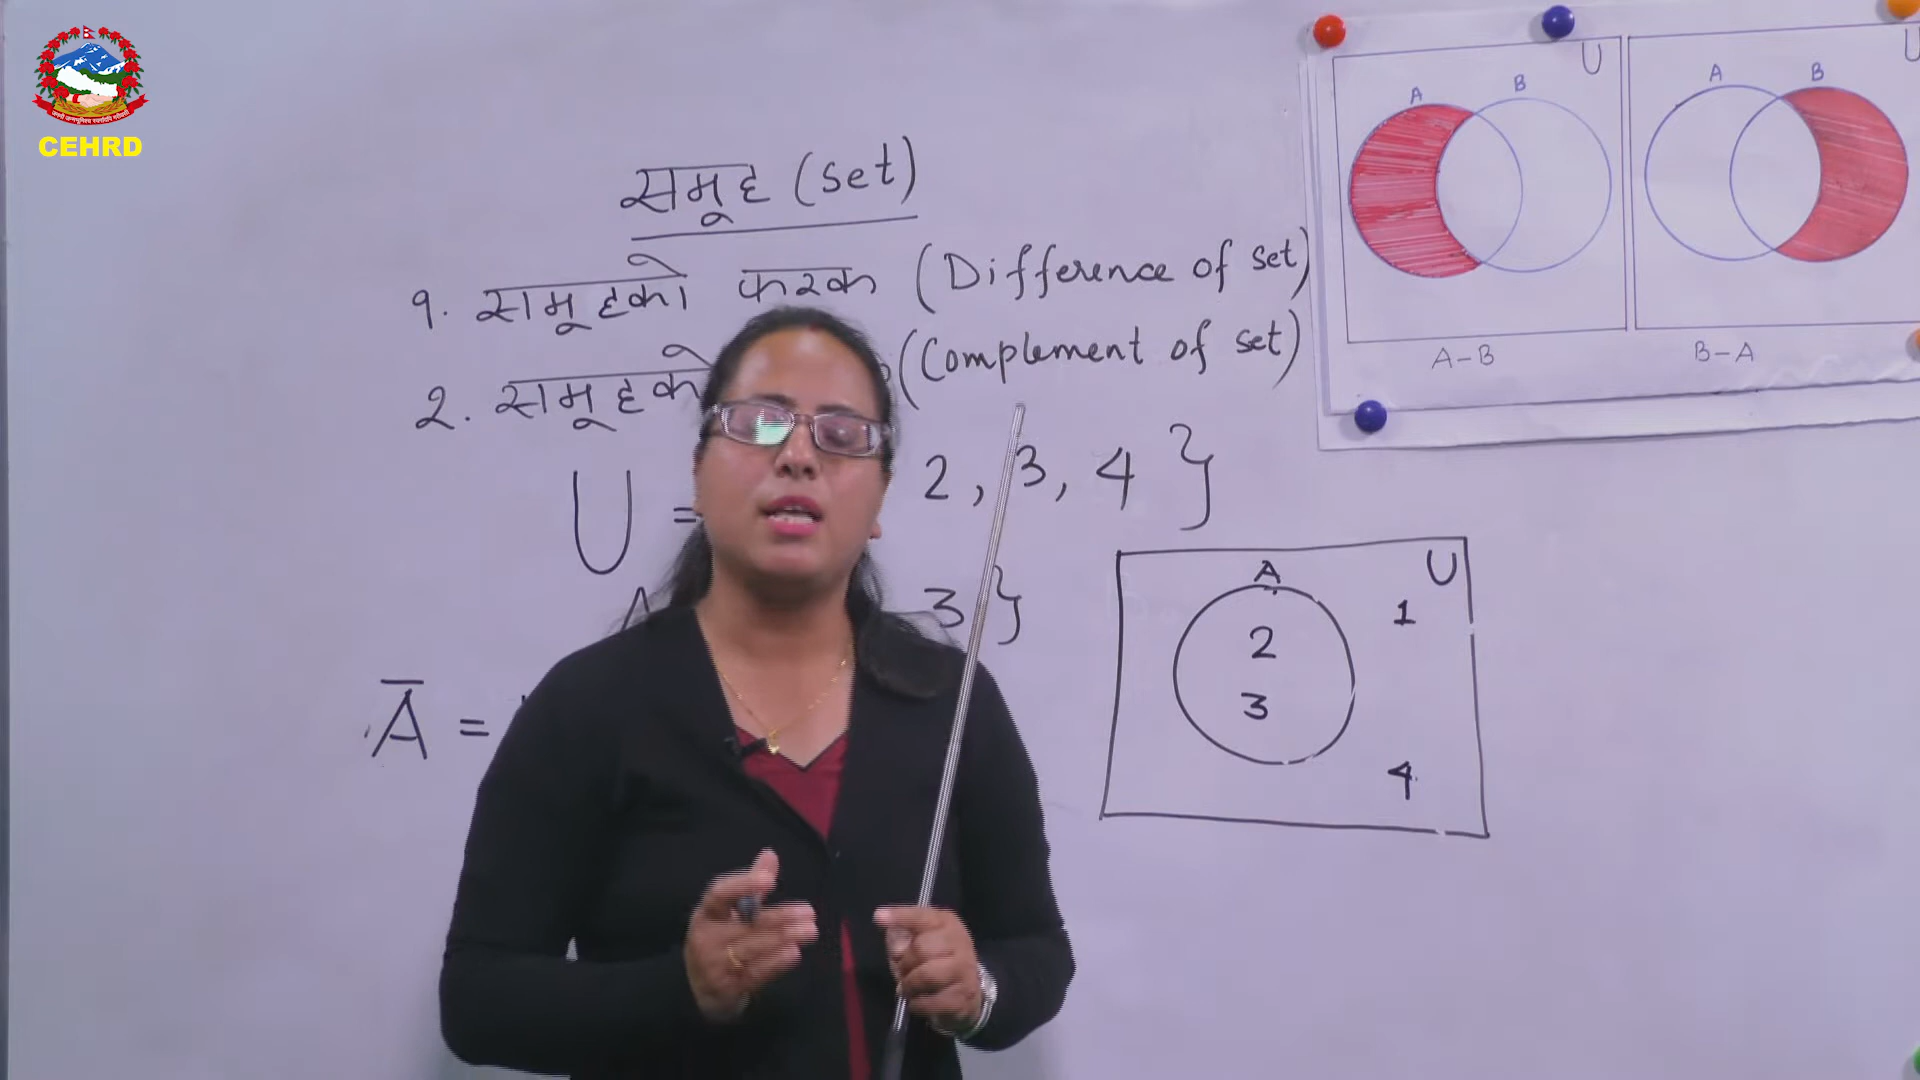 CEHRD
समूह (set)
१. समूहको फरक (Difference of set)
२. समूहको (Complement of set)
U = 2, 3, 4 }
A 3 }
Ā =
A U
1
2
3
4
A B U
A-B
A B U
B-A